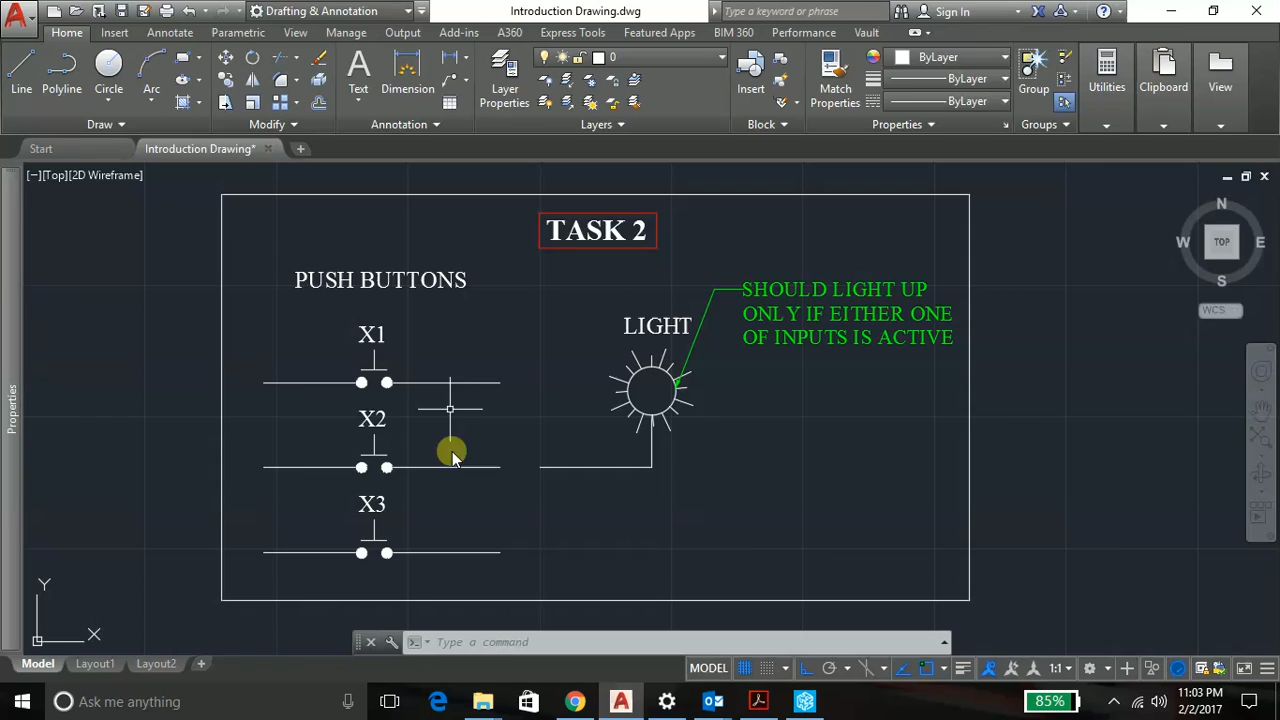 Drafting & Annotation
Introduction Drawing.dwg
Type a keyword or phrase
Sign In
Home Insert Annotate Parametric View Manage Output Add-ins A360 Express Tools Featured Apps BIM 360 Performance Vault
0
ByLayer
ByLayer
ByLayer
Line Polyline Circle Arc Text Dimension Layer Properties Insert Match Properties Group Utilities Clipboard View
Draw Modify Annotation Layers Block Properties Groups
Start Introduction Drawing*
[−][Top][2D Wireframe]
TASK 2
PUSH BUTTONS
X1
X2
X3
LIGHT
SHOULD LIGHT UP
ONLY IF EITHER ONE
OF INPUTS IS ACTIVE
N
W TOP E
S
WCS
Properties
Y
X
Type a command
Model Layout1 Layout2
MODEL 1:1
Ask me anything
85%
11:03 PM
2/2/2017